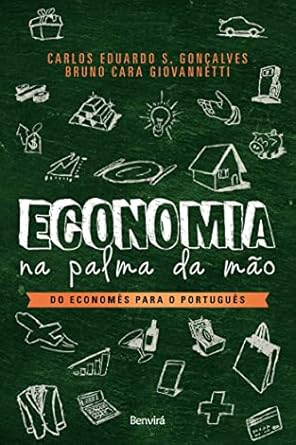 CARLOS EDUARDO S. GONÇALVES
BRUNO CARA GIOVANNETTI
ECONOMIA
na palma da mão
DO ECONOMÊS PARA O PORTUGUÊS
Benvirá